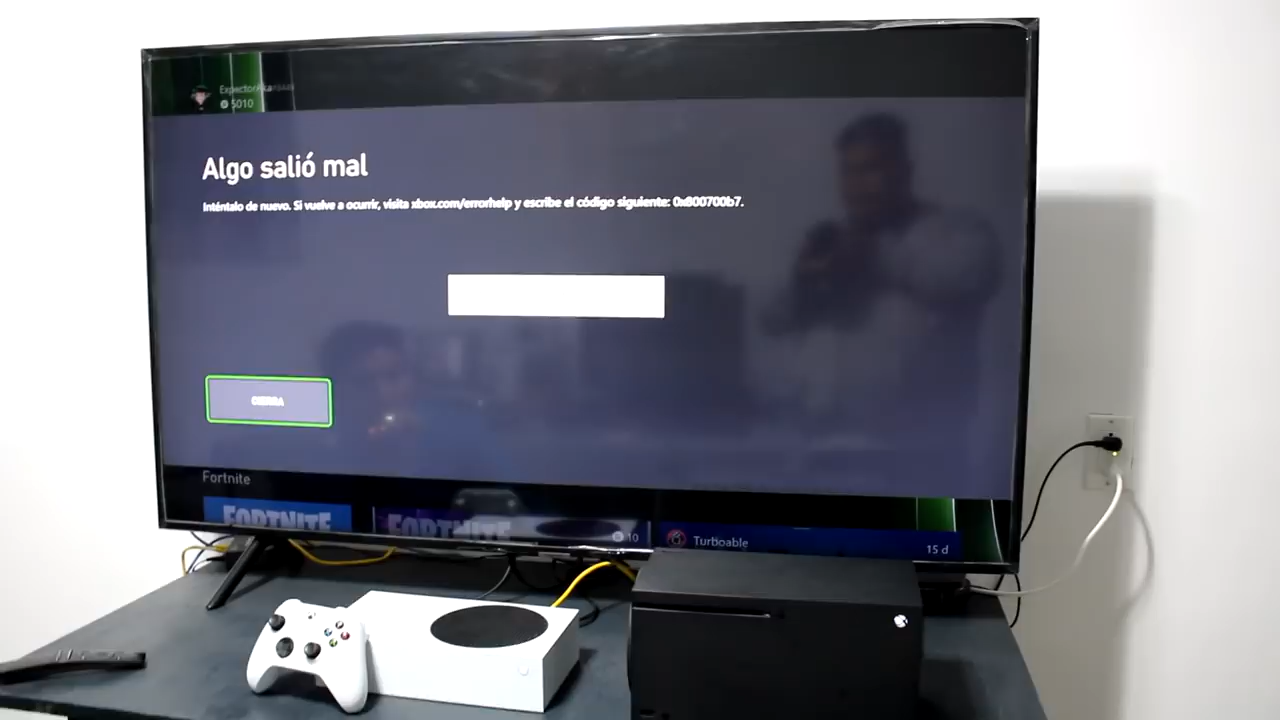 5010
Algo salió mal
Inténtalo de nuevo. Si vuelve a ocurrir, visita xbox.com/errorhelp y escribe el código siguiente: 0x800700b7.
Fortnite
FORTNITE
FORTNITE
10
Turboable
15 d